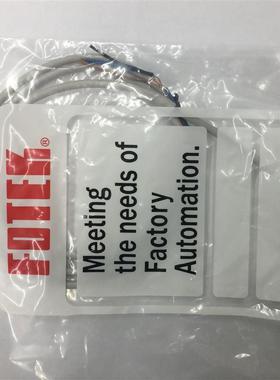 FOTEK®
Meeting
the needs of
Factory
Automation.